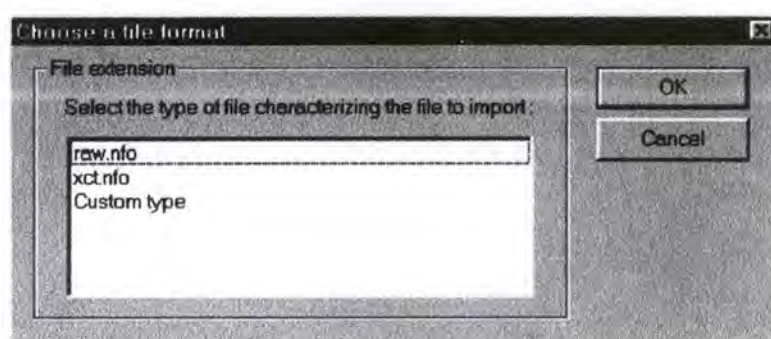 Choose a file format
File extension
Select the type of file characterizing the file to import :
raw.nfo
xct.nfo
Custom type
OK
Cancel